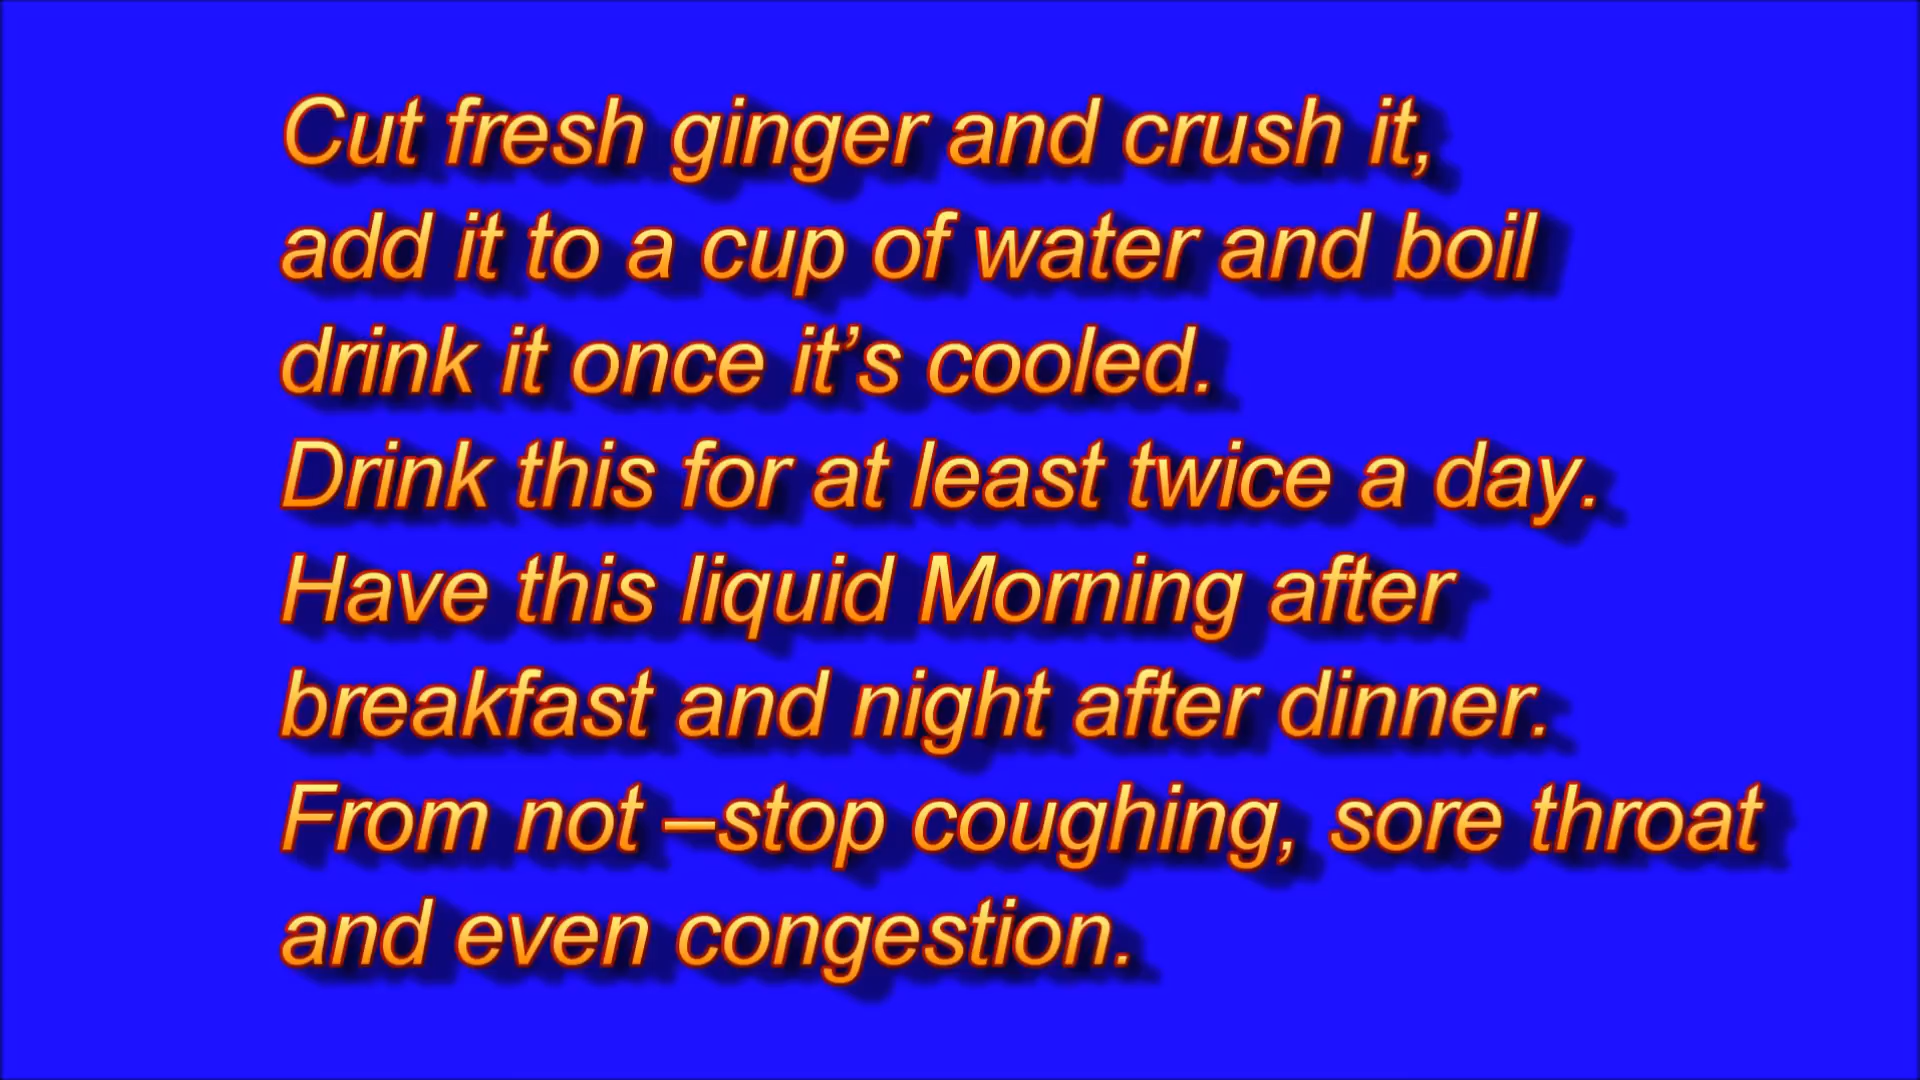 Cut fresh ginger and crush it,
add it to a cup of water and boil
drink it once it’s cooled.
Drink this for at least twice a day.
Have this liquid Morning after
breakfast and night after dinner.
From not –stop coughing, sore throat
and even congestion.